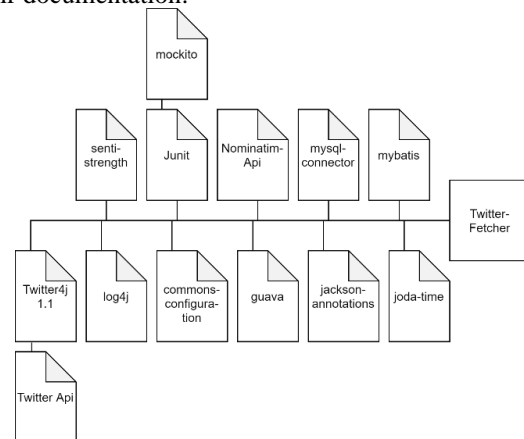 documentation.
mockito
senti-
strength
Junit
Nominatim-
Api
mysql-
connector
mybatis
Twitter-
Fetcher
Twitter4j
1.1
log4j
commons-
configura-
tion
guava
jackson-
annotations
joda-time
Twitter Api